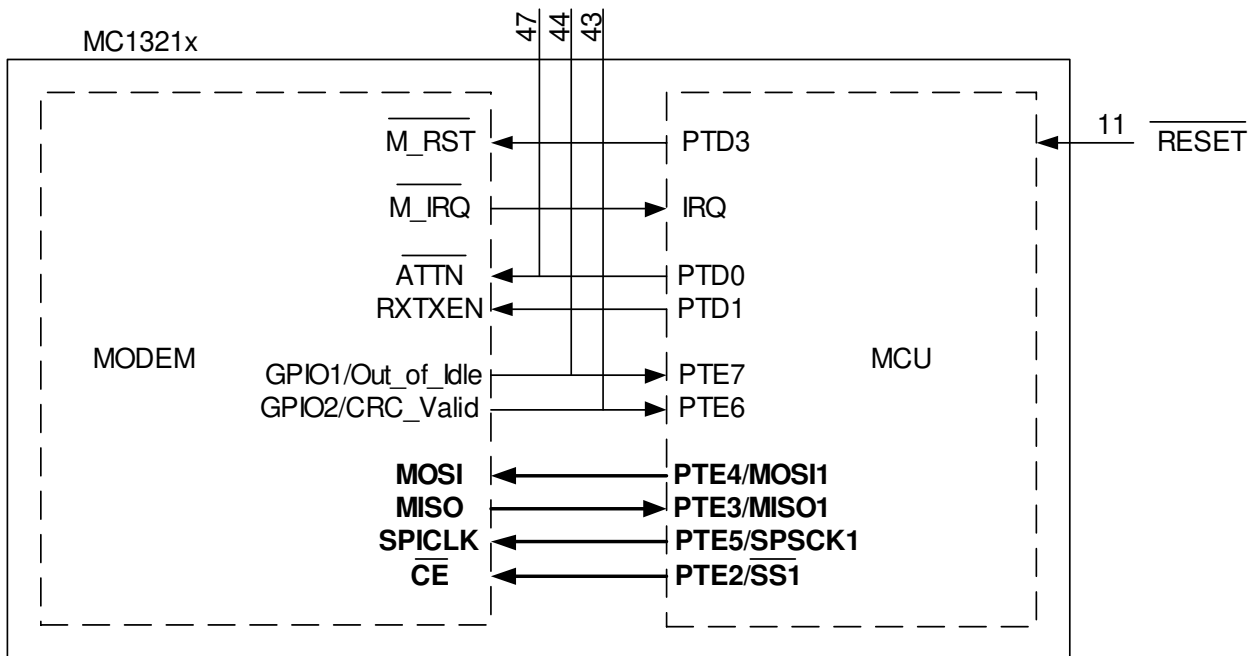 47 44 43
MC1321x
M_RST PTD3 11 RESET
M_IRQ IRQ
ATTN PTD0
RXTXEN PTD1
MODEM MCU
GPIO1/Out_of_Idle PTE7
GPIO2/CRC_Valid PTE6
MOSI PTE4/MOSI1
MISO PTE3/MISO1
SPICLK PTE5/SPSCK1
CE PTE2/SS1